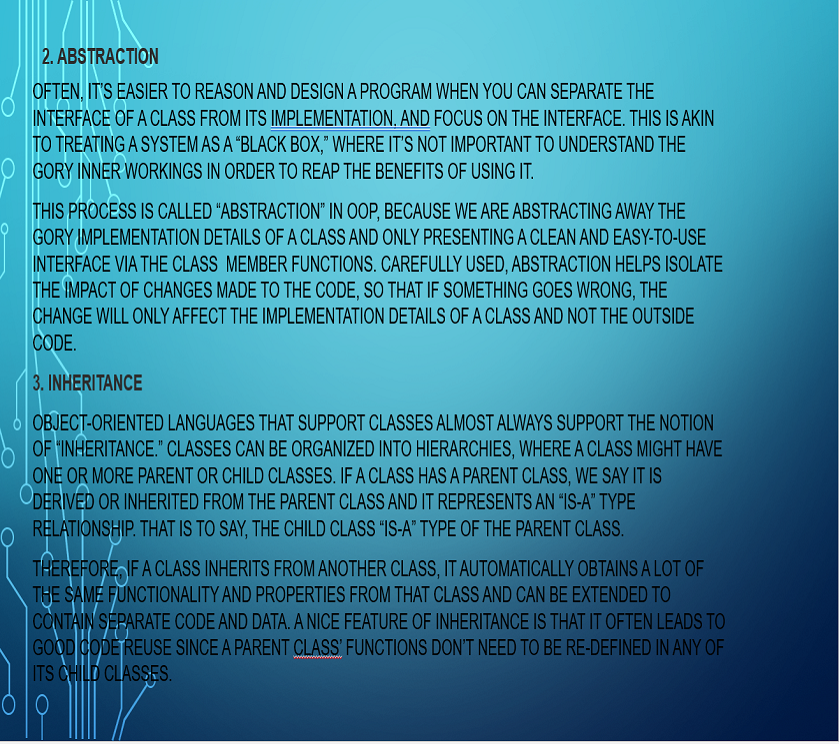 2. ABSTRACTION
OFTEN, IT'S EASIER TO REASON AND DESIGN A PROGRAM WHEN YOU CAN SEPARATE THE
INTERFACE OF A CLASS FROM ITS IMPLEMENTATION, AND FOCUS ON THE INTERFACE. THIS IS AKIN
TO TREATING A SYSTEM AS A “BLACK BOX,” WHERE IT'S NOT IMPORTANT TO UNDERSTAND THE
GORY INNER WORKINGS IN ORDER TO REAP THE BENEFITS OF USING IT.
THIS PROCESS IS CALLED “ABSTRACTION” IN OOP, BECAUSE WE ARE ABSTRACTING AWAY THE
GORY IMPLEMENTATION DETAILS OF A CLASS AND ONLY PRESENTING A CLEAN AND EASY-TO-USE
INTERFACE VIA THE CLASS  MEMBER FUNCTIONS. CAREFULLY USED, ABSTRACTION HELPS ISOLATE
THE IMPACT OF CHANGES MADE TO THE CODE, SO THAT IF SOMETHING GOES WRONG, THE
CHANGE WILL ONLY AFFECT THE IMPLEMENTATION DETAILS OF A CLASS AND NOT THE OUTSIDE
CODE.
3. INHERITANCE
OBJECT-ORIENTED LANGUAGES THAT SUPPORT CLASSES ALMOST ALWAYS SUPPORT THE NOTION
OF “INHERITANCE.” CLASSES CAN BE ORGANIZED INTO HIERARCHIES, WHERE A CLASS MIGHT HAVE
ONE OR MORE PARENT OR CHILD CLASSES. IF A CLASS HAS A PARENT CLASS, WE SAY IT IS
DERIVED OR INHERITED FROM THE PARENT CLASS AND IT REPRESENTS AN “IS-A” TYPE
RELATIONSHIP. THAT IS TO SAY, THE CHILD CLASS “IS-A” TYPE OF THE PARENT CLASS.
THEREFORE, IF A CLASS INHERITS FROM ANOTHER CLASS, IT AUTOMATICALLY OBTAINS A LOT OF
THE SAME FUNCTIONALITY AND PROPERTIES FROM THAT CLASS AND CAN BE EXTENDED TO
CONTAIN SEPARATE CODE AND DATA. A NICE FEATURE OF INHERITANCE IS THAT IT OFTEN LEADS TO
GOOD CODE REUSE SINCE A PARENT CLASS' FUNCTIONS DON'T NEED TO BE RE-DEFINED IN ANY OF
ITS CHILD CLASSES.